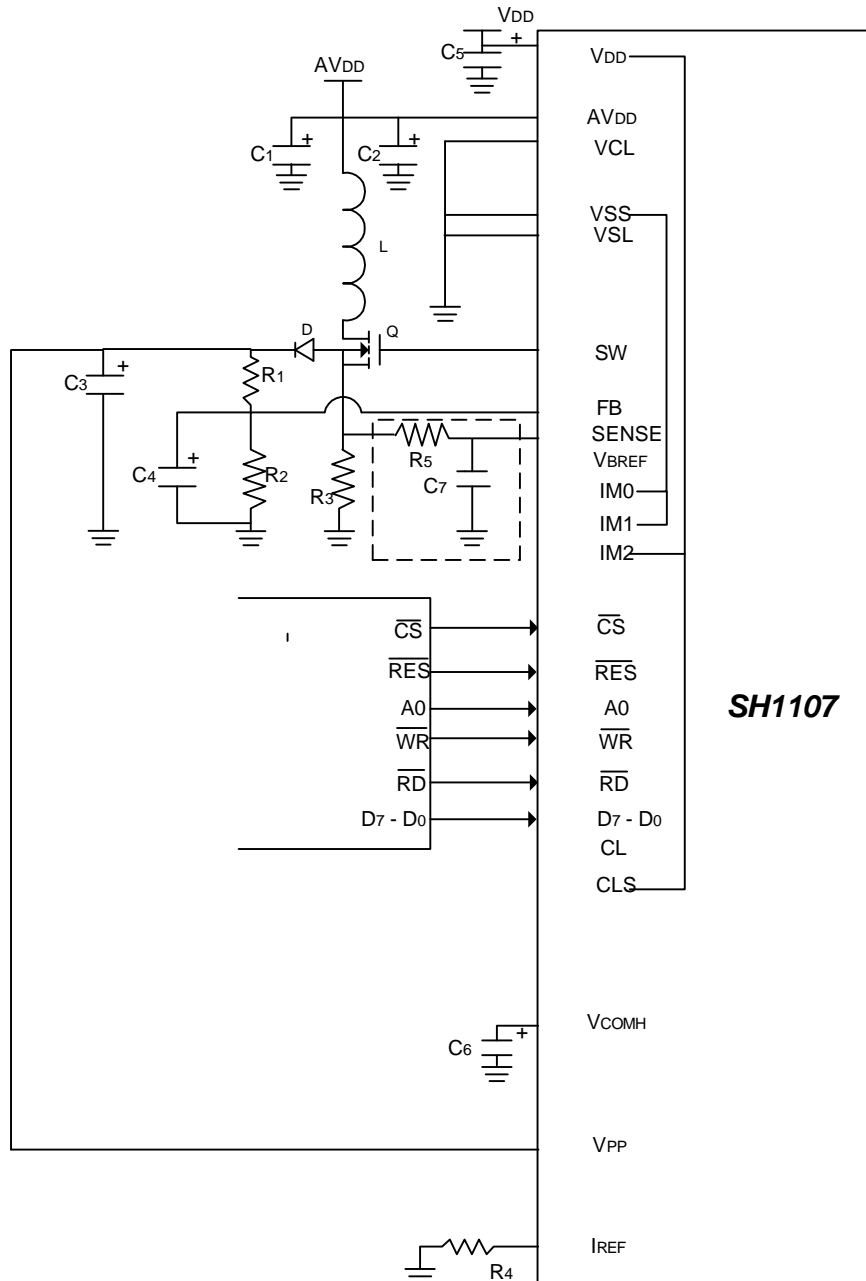 VDD
C5
+
VDD
AVDD
AVDD
C1
+
C2
+
VCL
VSS
VSL
L
D
Q
SW
C3
+
R1
FB
SENSE
C4
+
R2
R3
R5
C7
VBREF
IM0
IM1
IM2
CS
CS
RES
RES
A0
A0
SH1107
WR
WR
RD
RD
D7 - D0
D7 - D0
CL
CLS
C6
+
VCOMH
VPP
IREF
R4